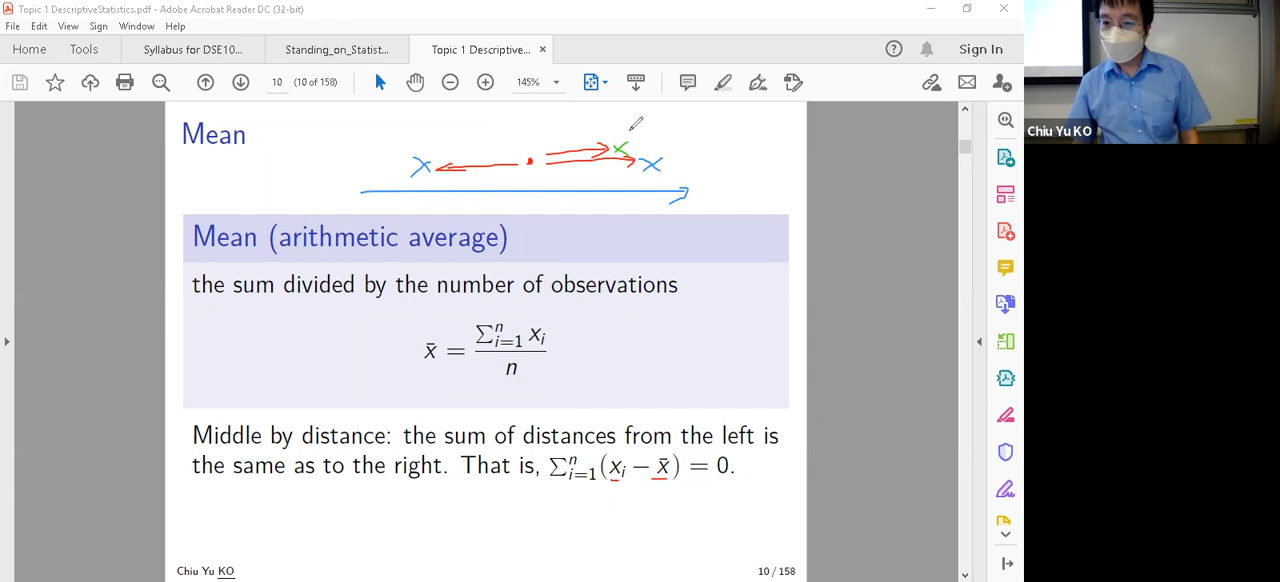 Topic 1 DescriptiveStatistics.pdf - Adobe Acrobat Reader DC (32-bit)
File Edit View Sign Window Help
Home Tools Syllabus for DSE10... Standing_on_Statist... Topic 1 Descriptive... × Sign In
10 (10 of 158) 145%
Mean
x x x
Mean (arithmetic average)
the sum divided by the number of observations
x̄ = ∑ⁿᵢ₌₁ xᵢ / n
Middle by distance: the sum of distances from the left is
the same as to the right. That is, ∑ⁿᵢ₌₁(xᵢ − x̄) = 0.
Chiu Yu KO 10 / 158
Chiu Yu KO